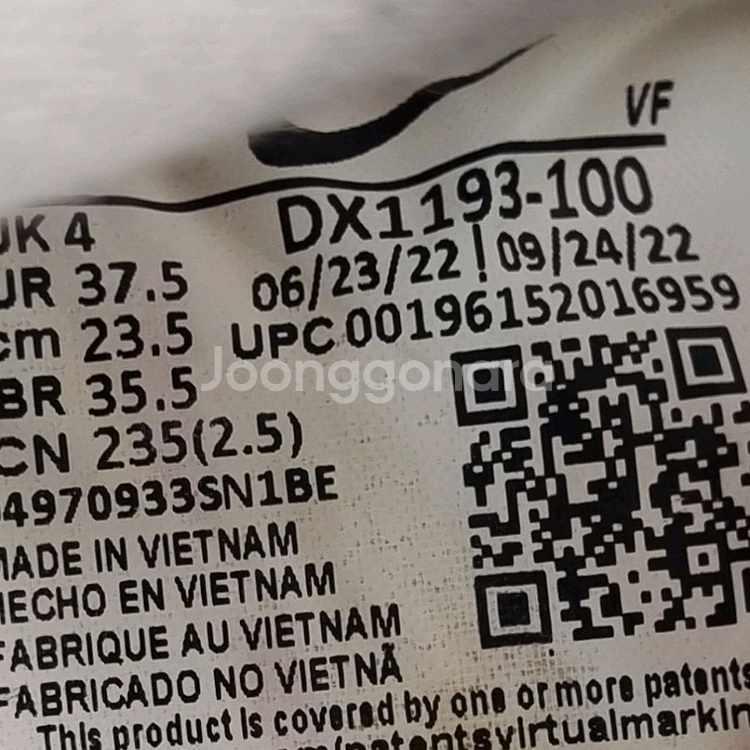 VF
UK 4
DX1193-100
EUR 37.5
06/23/22 | 09/24/22
cm 23.5
UPC 00196152016959
BR 35.5
Joonggonara
CN 235(2.5)
4970933SN1BE
MADE IN VIETNAM
HECHO EN VIETNAM
FABRIQUE AU VIETNAM
FABRICADO NO VIETNÃ
This product is covered by one or more patents
/patentsvirtualmarkin